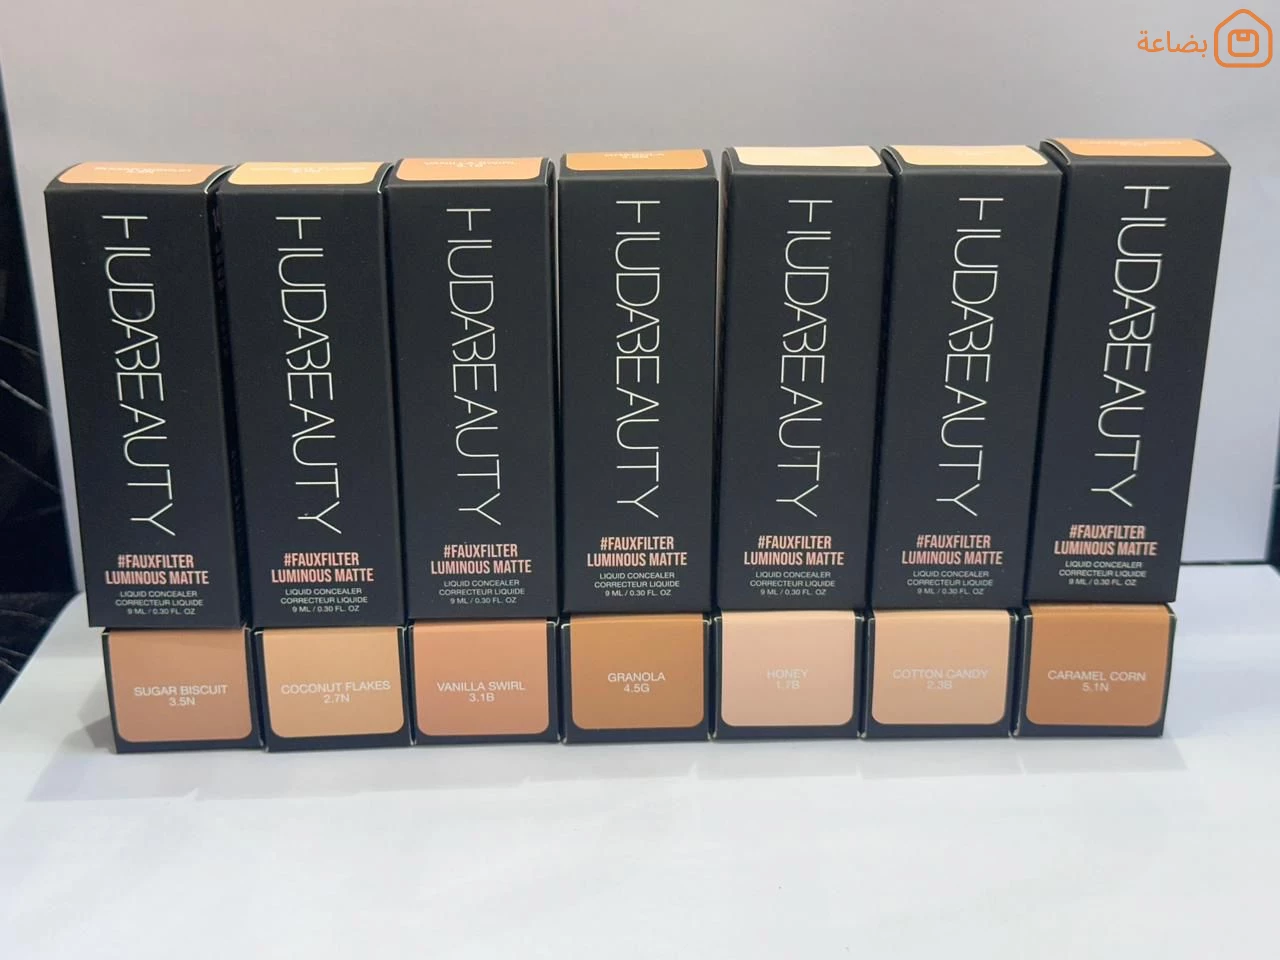 بضاعة
HUDABEAUTY
#FAUXFILTER
LUMINOUS MATTE
LIQUID CONCEALER
CORRECTEUR LIQUIDE
9 ML / 0.30 FL. OZ
HUDABEAUTY
#FAUXFILTER
LUMINOUS MATTE
LIQUID CONCEALER
CORRECTEUR LIQUIDE
9 ML / 0.30 FL. OZ
HUDABEAUTY
#FAUXFILTER
LUMINOUS MATTE
LIQUID CONCEALER
CORRECTEUR LIQUIDE
9 ML / 0.30 FL. OZ
HUDABEAUTY
#FAUXFILTER
LUMINOUS MATTE
LIQUID CONCEALER
CORRECTEUR LIQUIDE
9 ML / 0.30 FL. OZ
HUDABEAUTY
#FAUXFILTER
LUMINOUS MATTE
LIQUID CONCEALER
CORRECTEUR LIQUIDE
9 ML / 0.30 FL. OZ
HUDABEAUTY
#FAUXFILTER
LUMINOUS MATTE
LIQUID CONCEALER
CORRECTEUR LIQUIDE
9 ML / 0.30 FL. OZ
HUDABEAUTY
#FAUXFILTER
LUMINOUS MATTE
LIQUID CONCEALER
CORRECTEUR LIQUIDE
9 ML / 0.30 FL. OZ
SUGAR BISCUIT
3.5N
COCONUT FLAKES
2.7N
VANILLA SWIRL
3.1B
GRANOLA
4.5G
HONEY
1.7B
COTTON CANDY
2.3B
CARAMEL CORN
5.1N